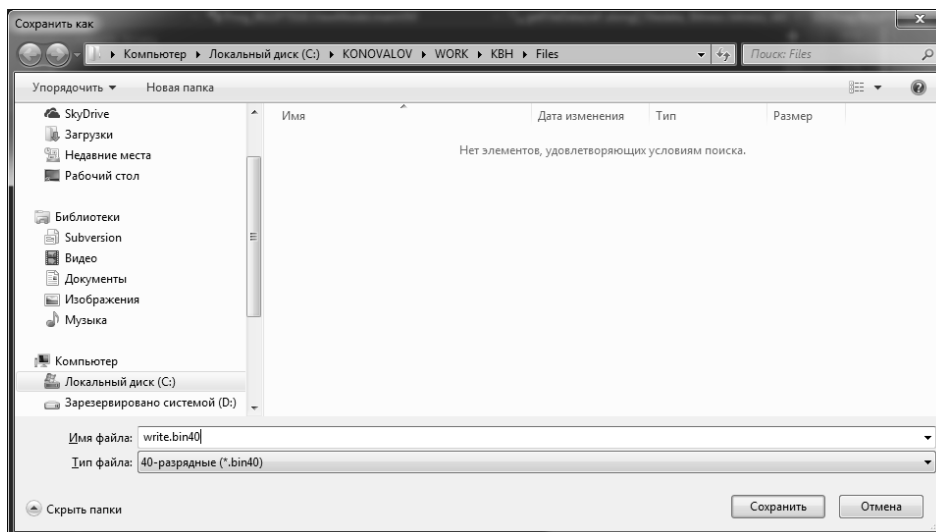 Сохранить как
Компьютер ▸ Локальный диск (C:) ▸ KONOVALOV ▸ WORK ▸ KBH ▸ Files
Поиск: Files
Упорядочить Новая папка
SkyDrive
Загрузки
Недавние места
Рабочий стол
Библиотеки
Subversion
Видео
Документы
Изображения
Музыка
Компьютер
Локальный диск (C:)
Зарезервировано системой (D:)
Имя Дата изменения Тип Размер
Нет элементов, удовлетворяющих условиям поиска.
Имя файла: write.bin40
Тип файла: 40-разрядные (*.bin40)
Скрыть папки Сохранить Отмена